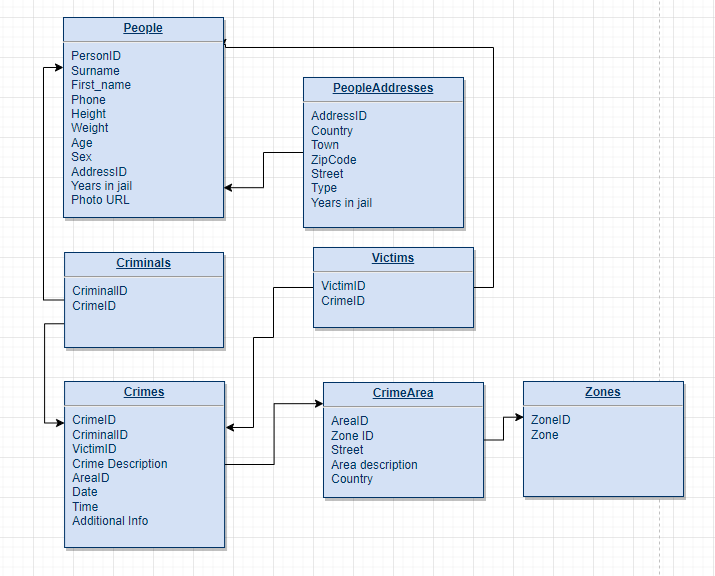 People
PersonID
Surname
First_name
Phone
Height
Weight
Age
Sex
AddressID
Years in jail
Photo URL
PeopleAddresses
AddressID
Country
Town
ZipCode
Street
Type
Years in jail
Criminals
CriminalID
CrimeID
Victims
VictimID
CrimeID
Crimes
CrimeID
CriminalID
VictimID
Crime Description
AreaID
Date
Time
Additional Info
CrimeArea
AreaID
Zone ID
Street
Area description
Country
Zones
ZoneID
Zone